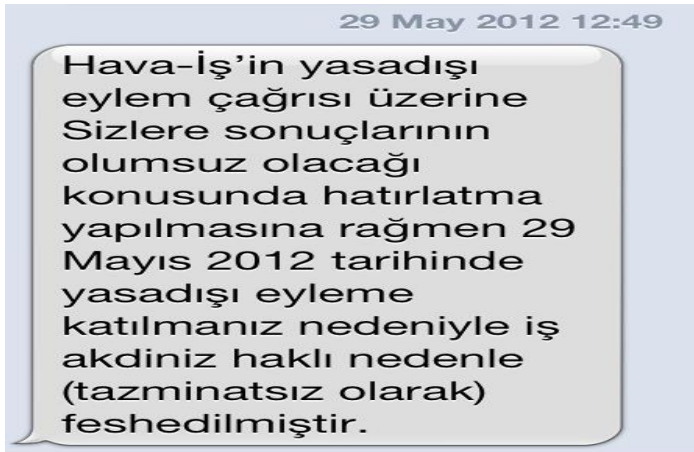 29 May 2012 12:49
Hava-İş'in yasadışı
eylem çağrısı üzerine
Sizlere sonuçlarının
olumsuz olacağı
konusunda hatırlatma
yapılmasına rağmen 29
Mayıs 2012 tarihinde
yasadışı eyleme
katılmanız nedeniyle iş
akdiniz haklı nedenle
(tazminatsız olarak)
feshedilmiştir.